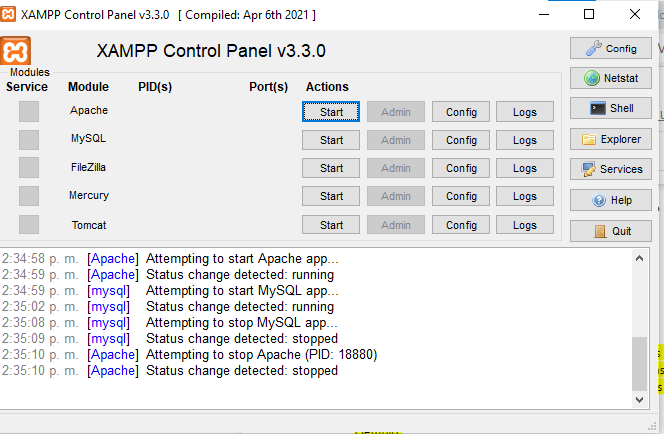 XAMPP Control Panel v3.3.0 [ Compiled: Apr 6th 2021 ]
XAMPP Control Panel v3.3.0
Config
Modules
Netstat
Service Module PID(s) Port(s) Actions
Apache Start Admin Config Logs
Shell
MySQL Start Admin Config Logs
Explorer
FileZilla Start Admin Config Logs
Services
Mercury Start Admin Config Logs
Help
Tomcat Start Admin Config Logs
Quit
2:34:58 p. m. [Apache] Attempting to start Apache app...
2:34:59 p. m. [Apache] Status change detected: running
2:34:59 p. m. [mysql] Attempting to start MySQL app...
2:35:02 p. m. [mysql] Status change detected: running
2:35:08 p. m. [mysql] Attempting to stop MySQL app...
2:35:09 p. m. [mysql] Status change detected: stopped
2:35:10 p. m. [Apache] Attempting to stop Apache (PID: 18880)
2:35:10 p. m. [Apache] Status change detected: stopped